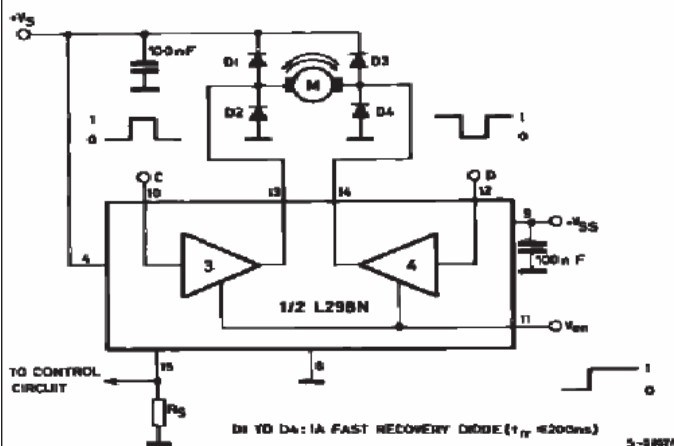 +Vs
100nF
D1
D3
M
D2
D4
1
0
1
0
C
D
10
13
14
12
9
+VSS
4
3
4
100n F
1/2 L298N
11
Ven
15
8
TO CONTROL
CIRCUIT
RS
1
0
D1 TO D4: 1A FAST RECOVERY DIODE (trr ≤200ns)